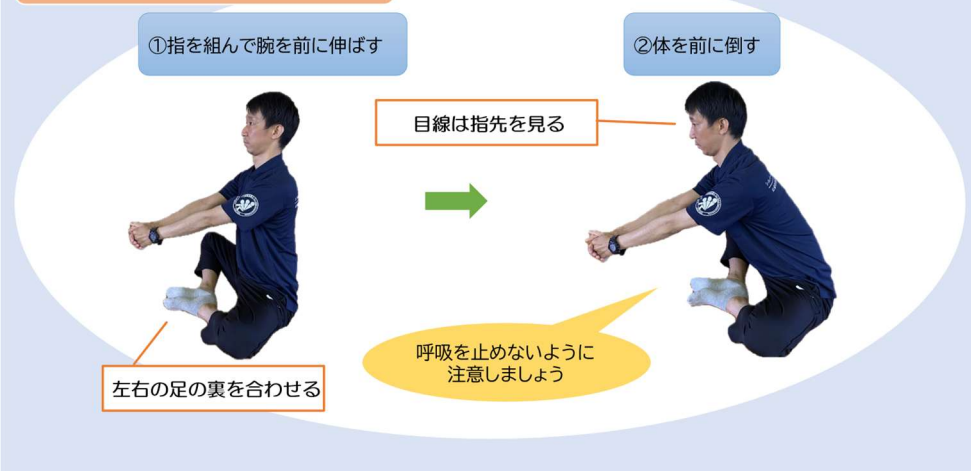 ①指を組んで腕を前に伸ばす
②体を前に倒す
目線は指先を見る
呼吸を止めないように
注意しましょう
左右の足の裏を合わせる